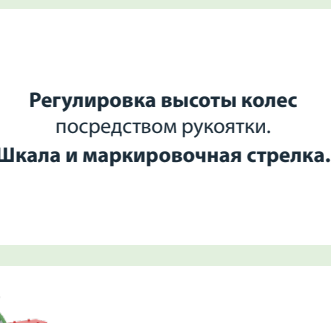 Регулировка высоты колес
посредством рукоятки.
Шкала и маркировочная стрелка.